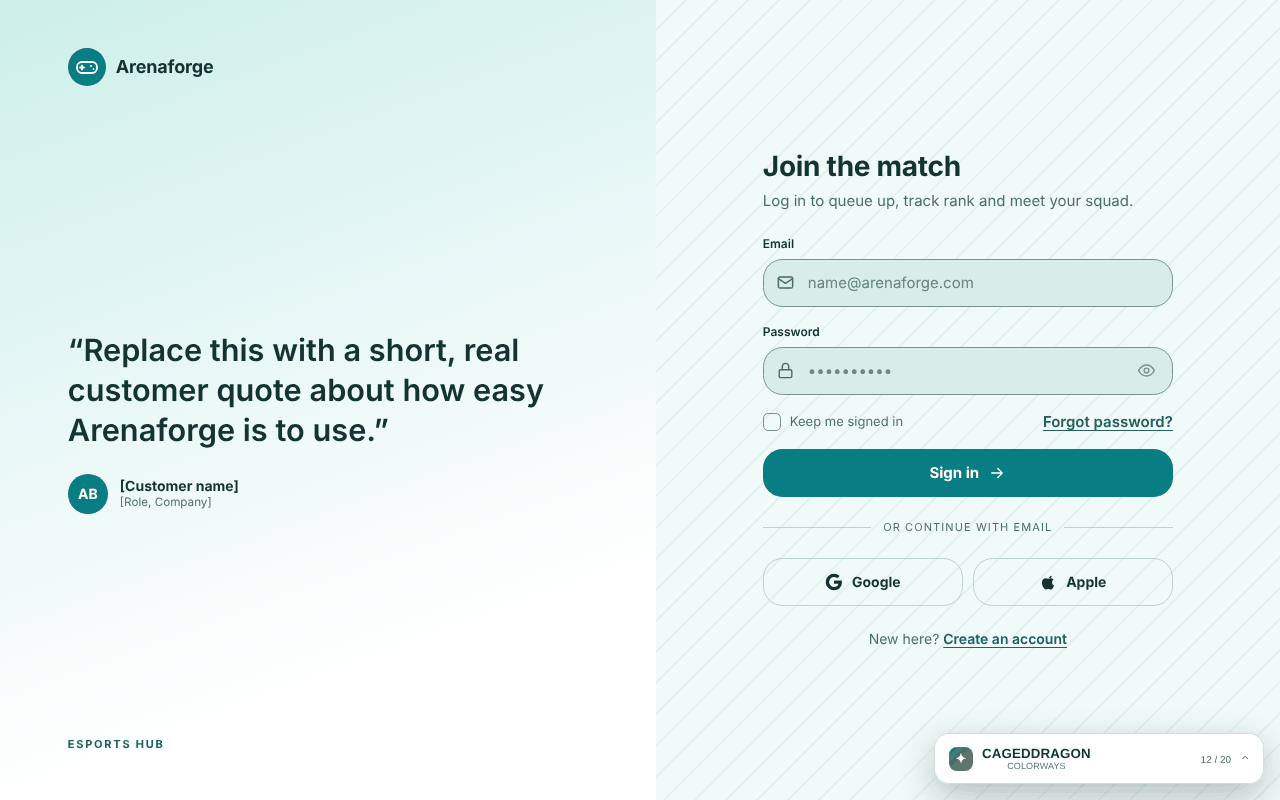 Arenaforge
“Replace this with a short, real
customer quote about how easy
Arenaforge is to use.”
AB
[Customer name]
[Role, Company]
ESPORTS HUB
Join the match
Log in to queue up, track rank and meet your squad.
Email
name@arenaforge.com
Password
••••••••••
Keep me signed in
Forgot password?
Sign in →
OR CONTINUE WITH EMAIL
Google
Apple
New here? Create an account
CAGEDDRAGON
COLORWAYS
12 / 20